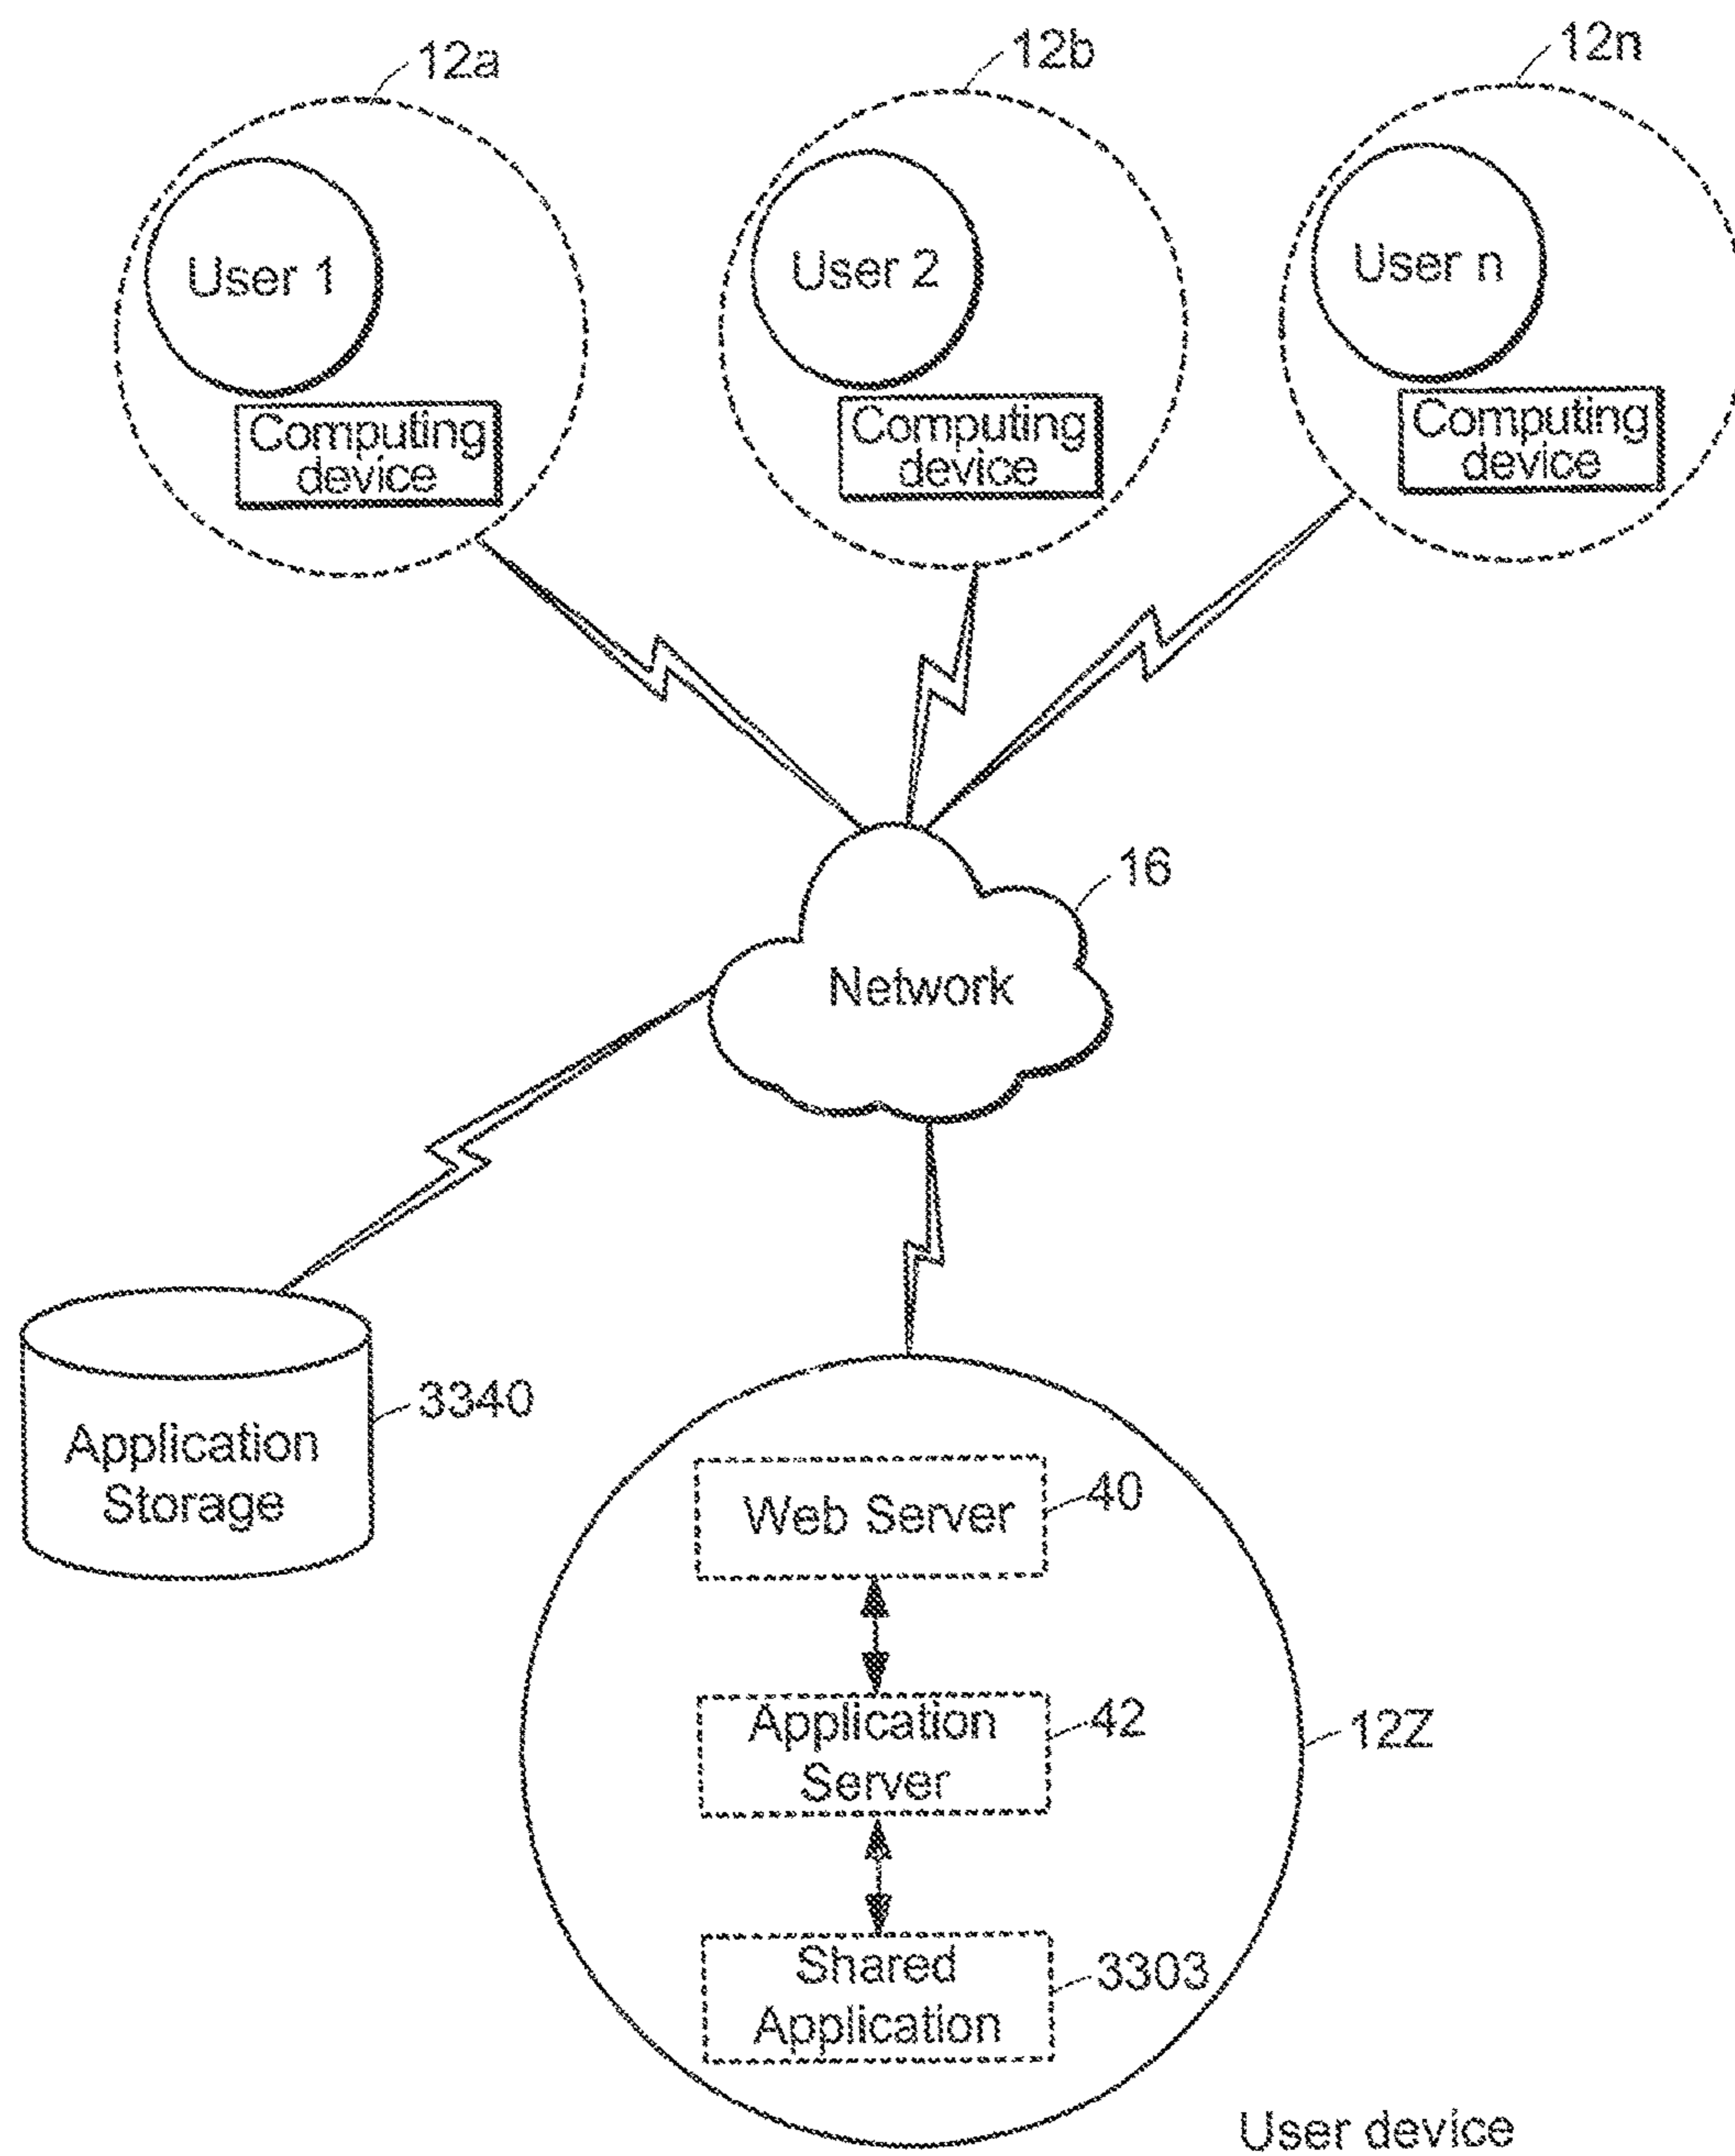 12a
12b
12n
User 1
User 2
User n
Computing
device
Computing
device
Computing
device
16
Network
3340
Application
Storage
Web Server
40
Application
Server
42
12Z
Shared
Application
3303
User device